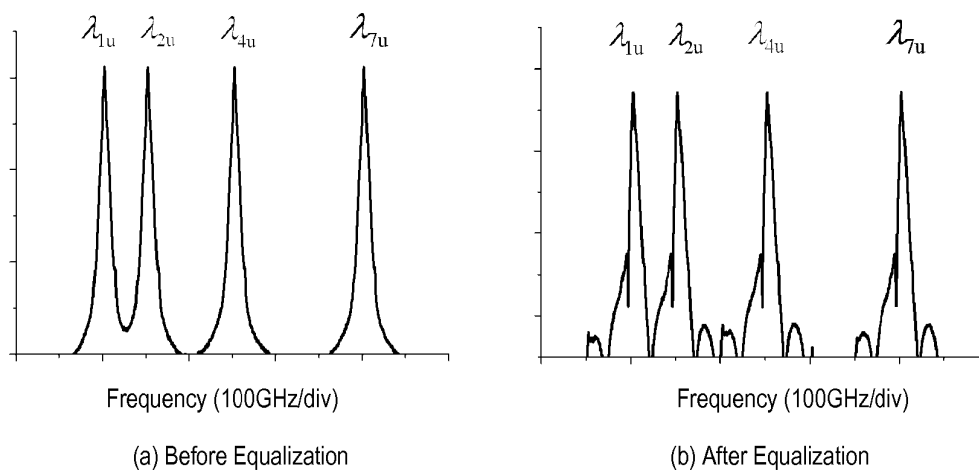 λ1u λ2u λ4u λ7u
λ1u λ2u λ4u λ7u
Frequency (100GHz/div)
Frequency (100GHz/div)
(a) Before Equalization
(b) After Equalization